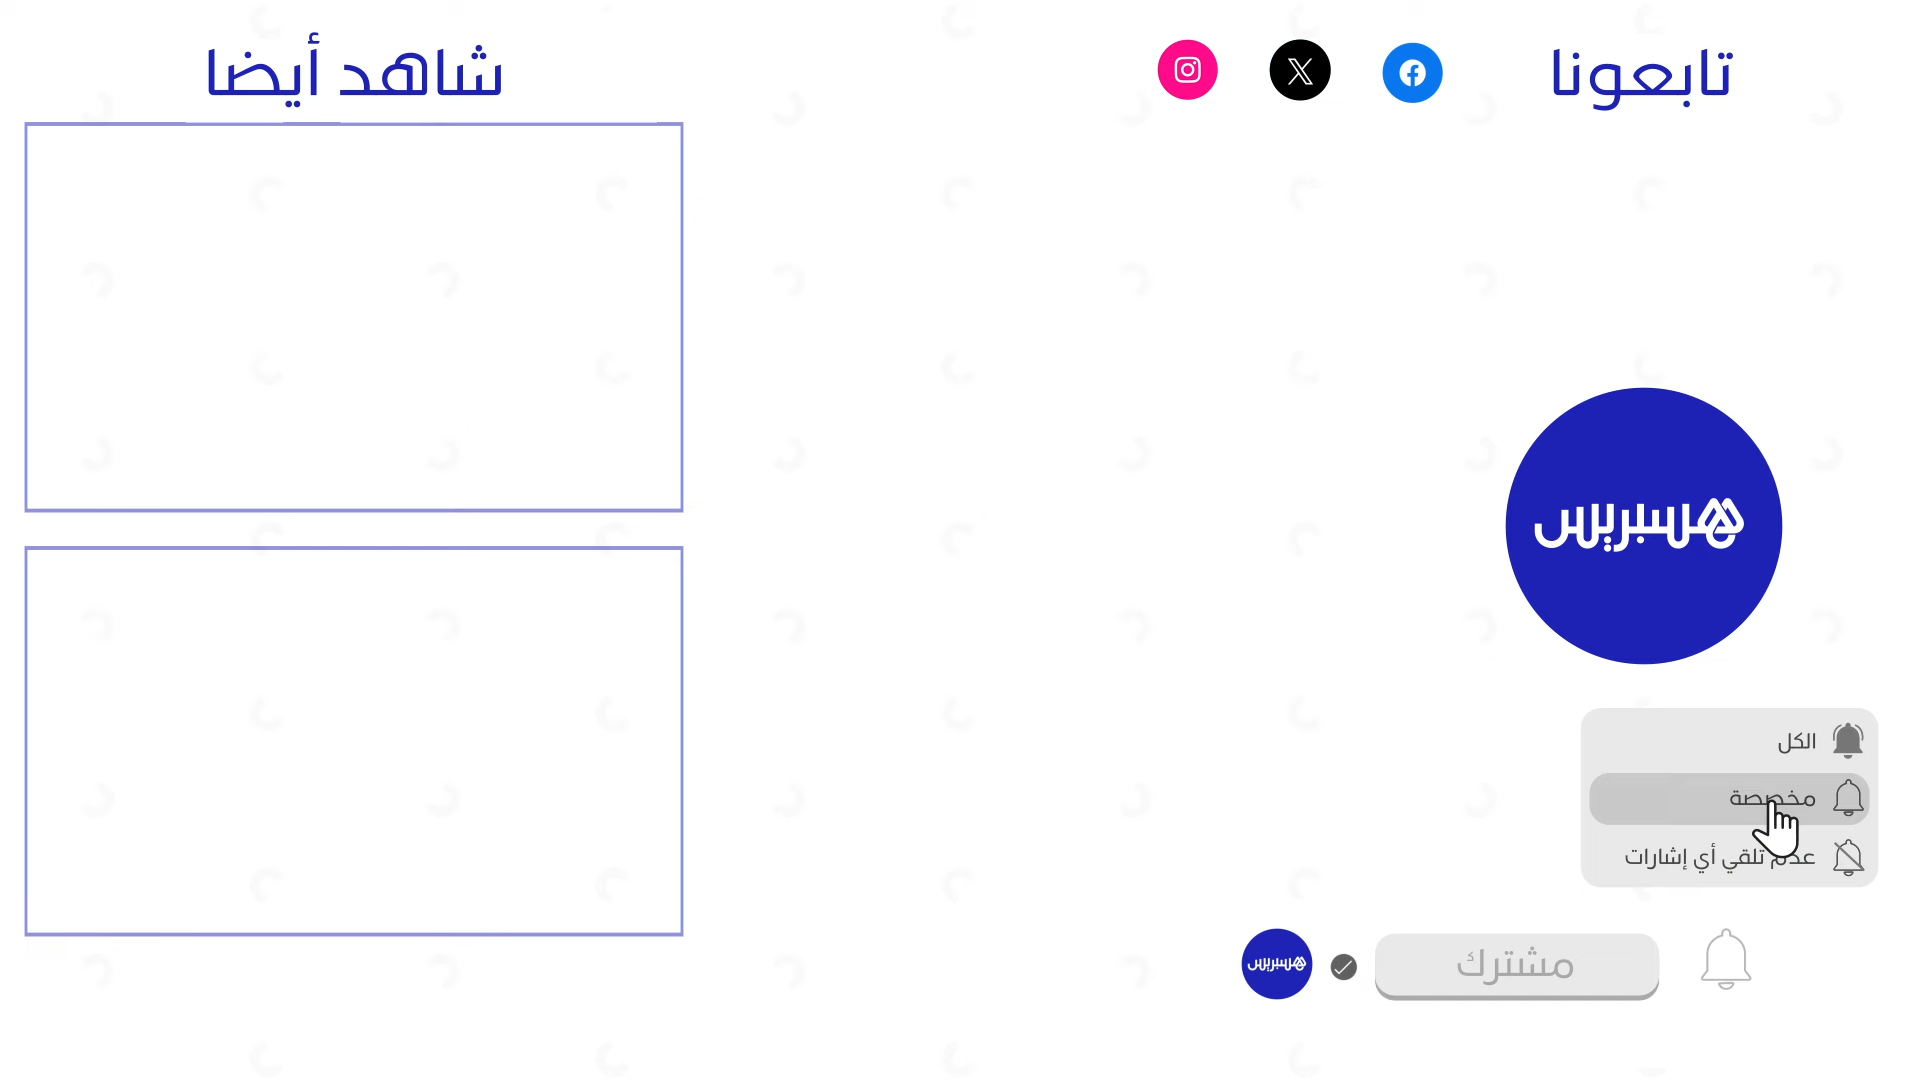 تابعونا
شاهد أيضا
هسبريس
الكل
مخصصة
عدم تلقي أي إشارات
مشترك
هسبريس